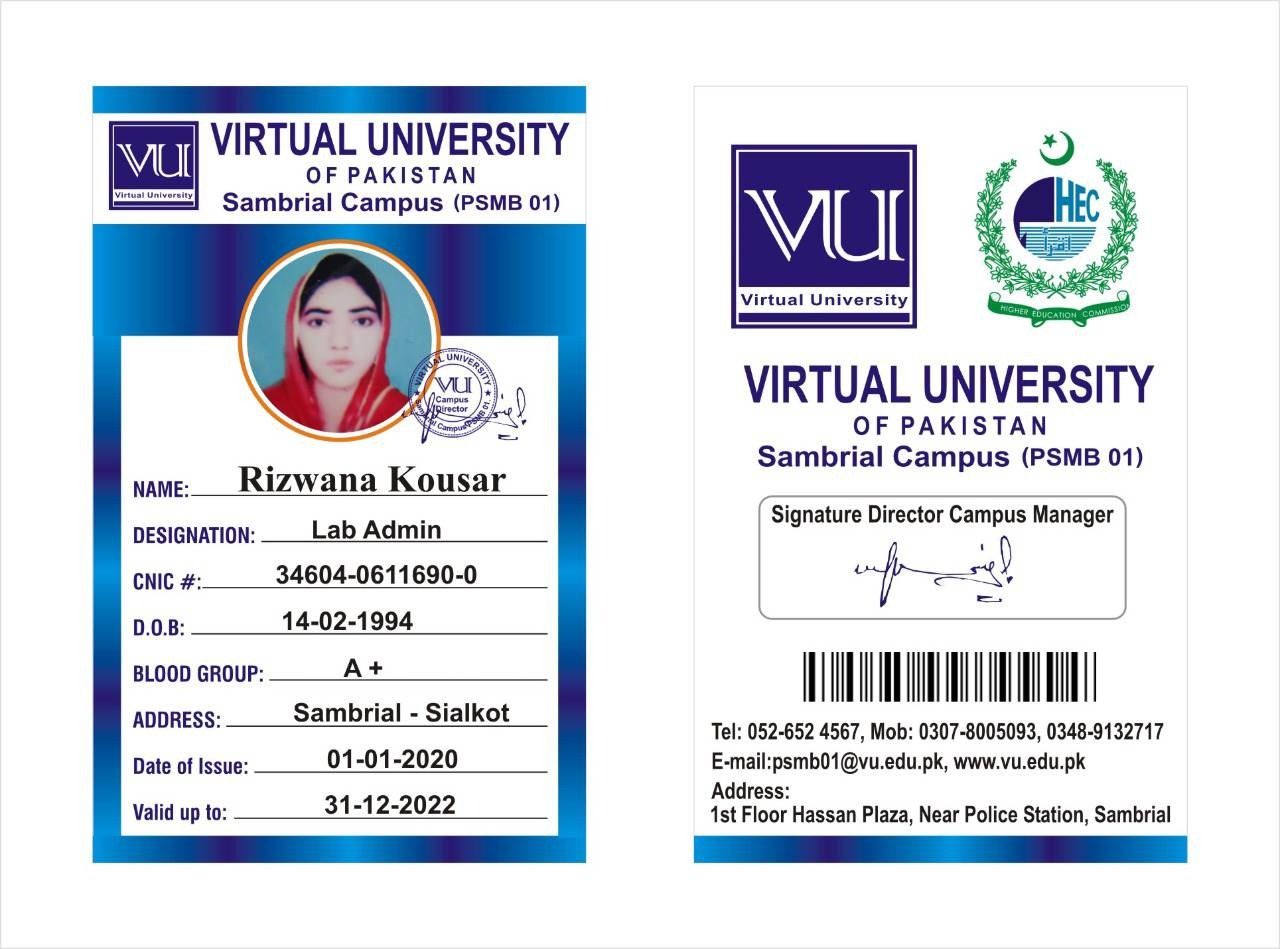 VU
Virtual University
VIRTUAL UNIVERSITY
OF PAKISTAN
Sambrial Campus (PSMB 01)
VIRTUAL UNIVERSITY
VU
Campus
Director
Sambrial Campus PSMB 01.
NAME: Rizwana Kousar
DESIGNATION: Lab Admin
CNIC #: 34604-0611690-0
D.O.B: 14-02-1994
BLOOD GROUP: A +
ADDRESS: Sambrial - Sialkot
Date of Issue: 01-01-2020
Valid up to: 31-12-2022
VU
Virtual University
HEC
اقرأ
HIGHER EDUCATION COMMISSION
VIRTUAL UNIVERSITY
OF PAKISTAN
Sambrial Campus (PSMB 01)
Signature Director Campus Manager
Tel: 052-652 4567, Mob: 0307-8005093, 0348-9132717
E-mail:psmb01@vu.edu.pk, www.vu.edu.pk
Address:
1st Floor Hassan Plaza, Near Police Station, Sambrial